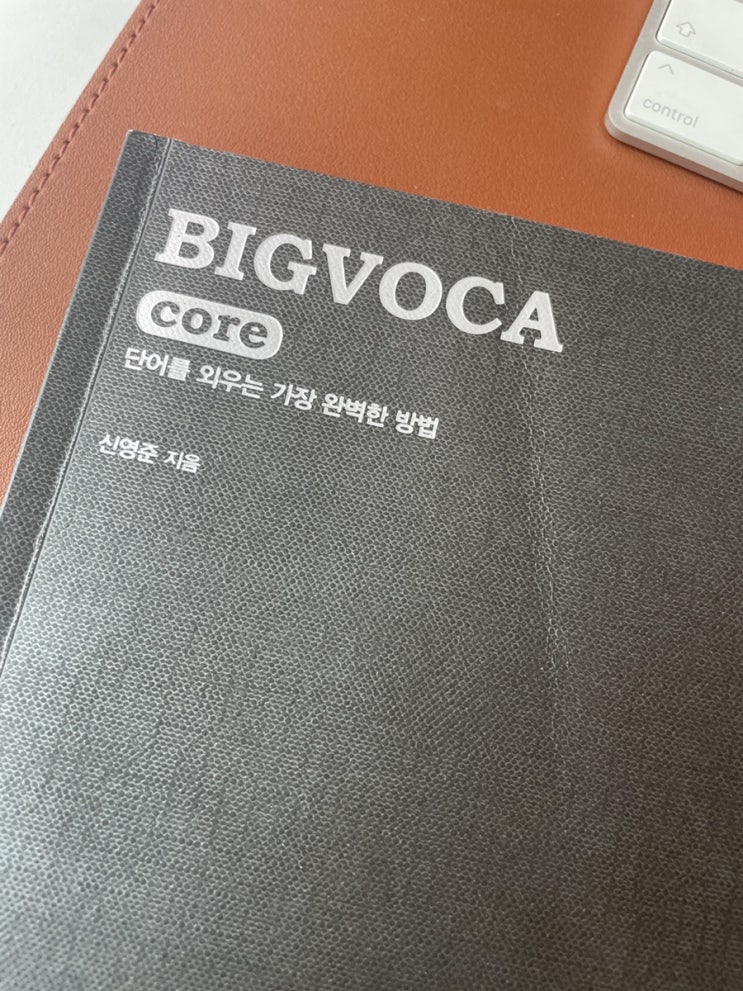 control
BIGVOCA
core
단어를 외우는 가장 완벽한 방법
신영준 지음